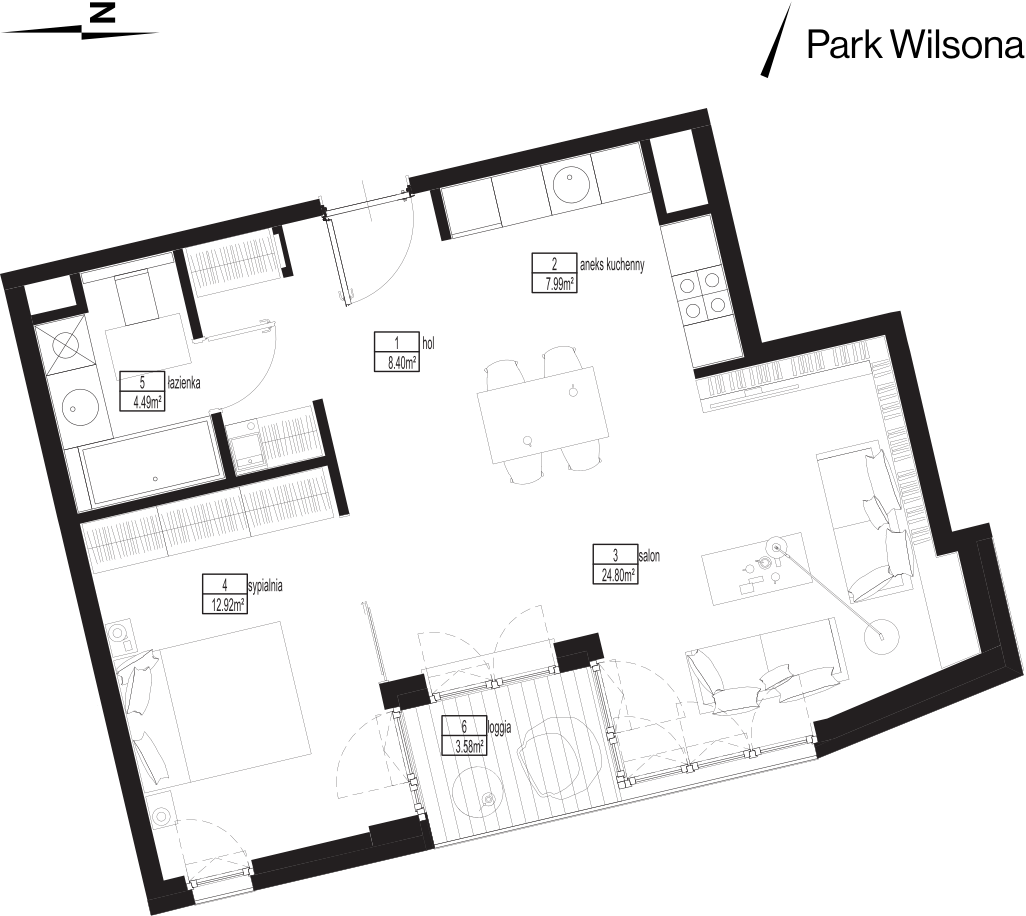 N
Park Wilsona
2
aneks kuchenny
7.99m²
1
hol
8.40m²
5
łazienka
4.49m²
3
salon
24.80m²
4
sypialnia
12.92m²
6
loggia
3.58m²